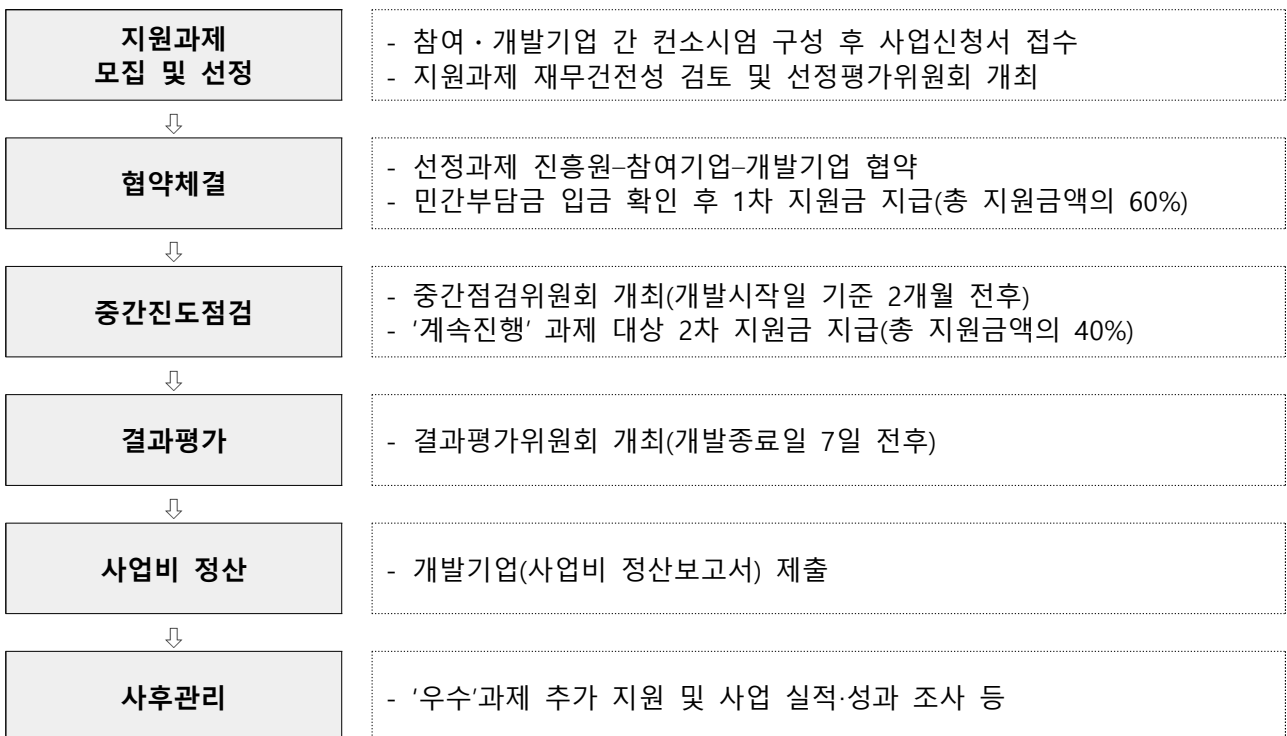 지원과제
모집 및 선정
- 참여・개발기업 간 컨소시엄 구성 후 사업신청서 접수
- 지원과제 재무건전성 검토 및 선정평가위원회 개최
⇩
협약체결
- 선정과제 진흥원–참여기업–개발기업 협약
- 민간부담금 입금 확인 후 1차 지원금 지급(총 지원금액의 60%)
⇩
중간진도점검
- 중간점검위원회 개최(개발시작일 기준 2개월 전후)
- '계속진행' 과제 대상 2차 지원금 지급(총 지원금액의 40%)
⇩
결과평가
- 결과평가위원회 개최(개발종료일 7일 전후)
⇩
사업비 정산
- 개발기업(사업비 정산보고서) 제출
⇩
사후관리
- '우수'과제 추가 지원 및 사업 실적·성과 조사 등